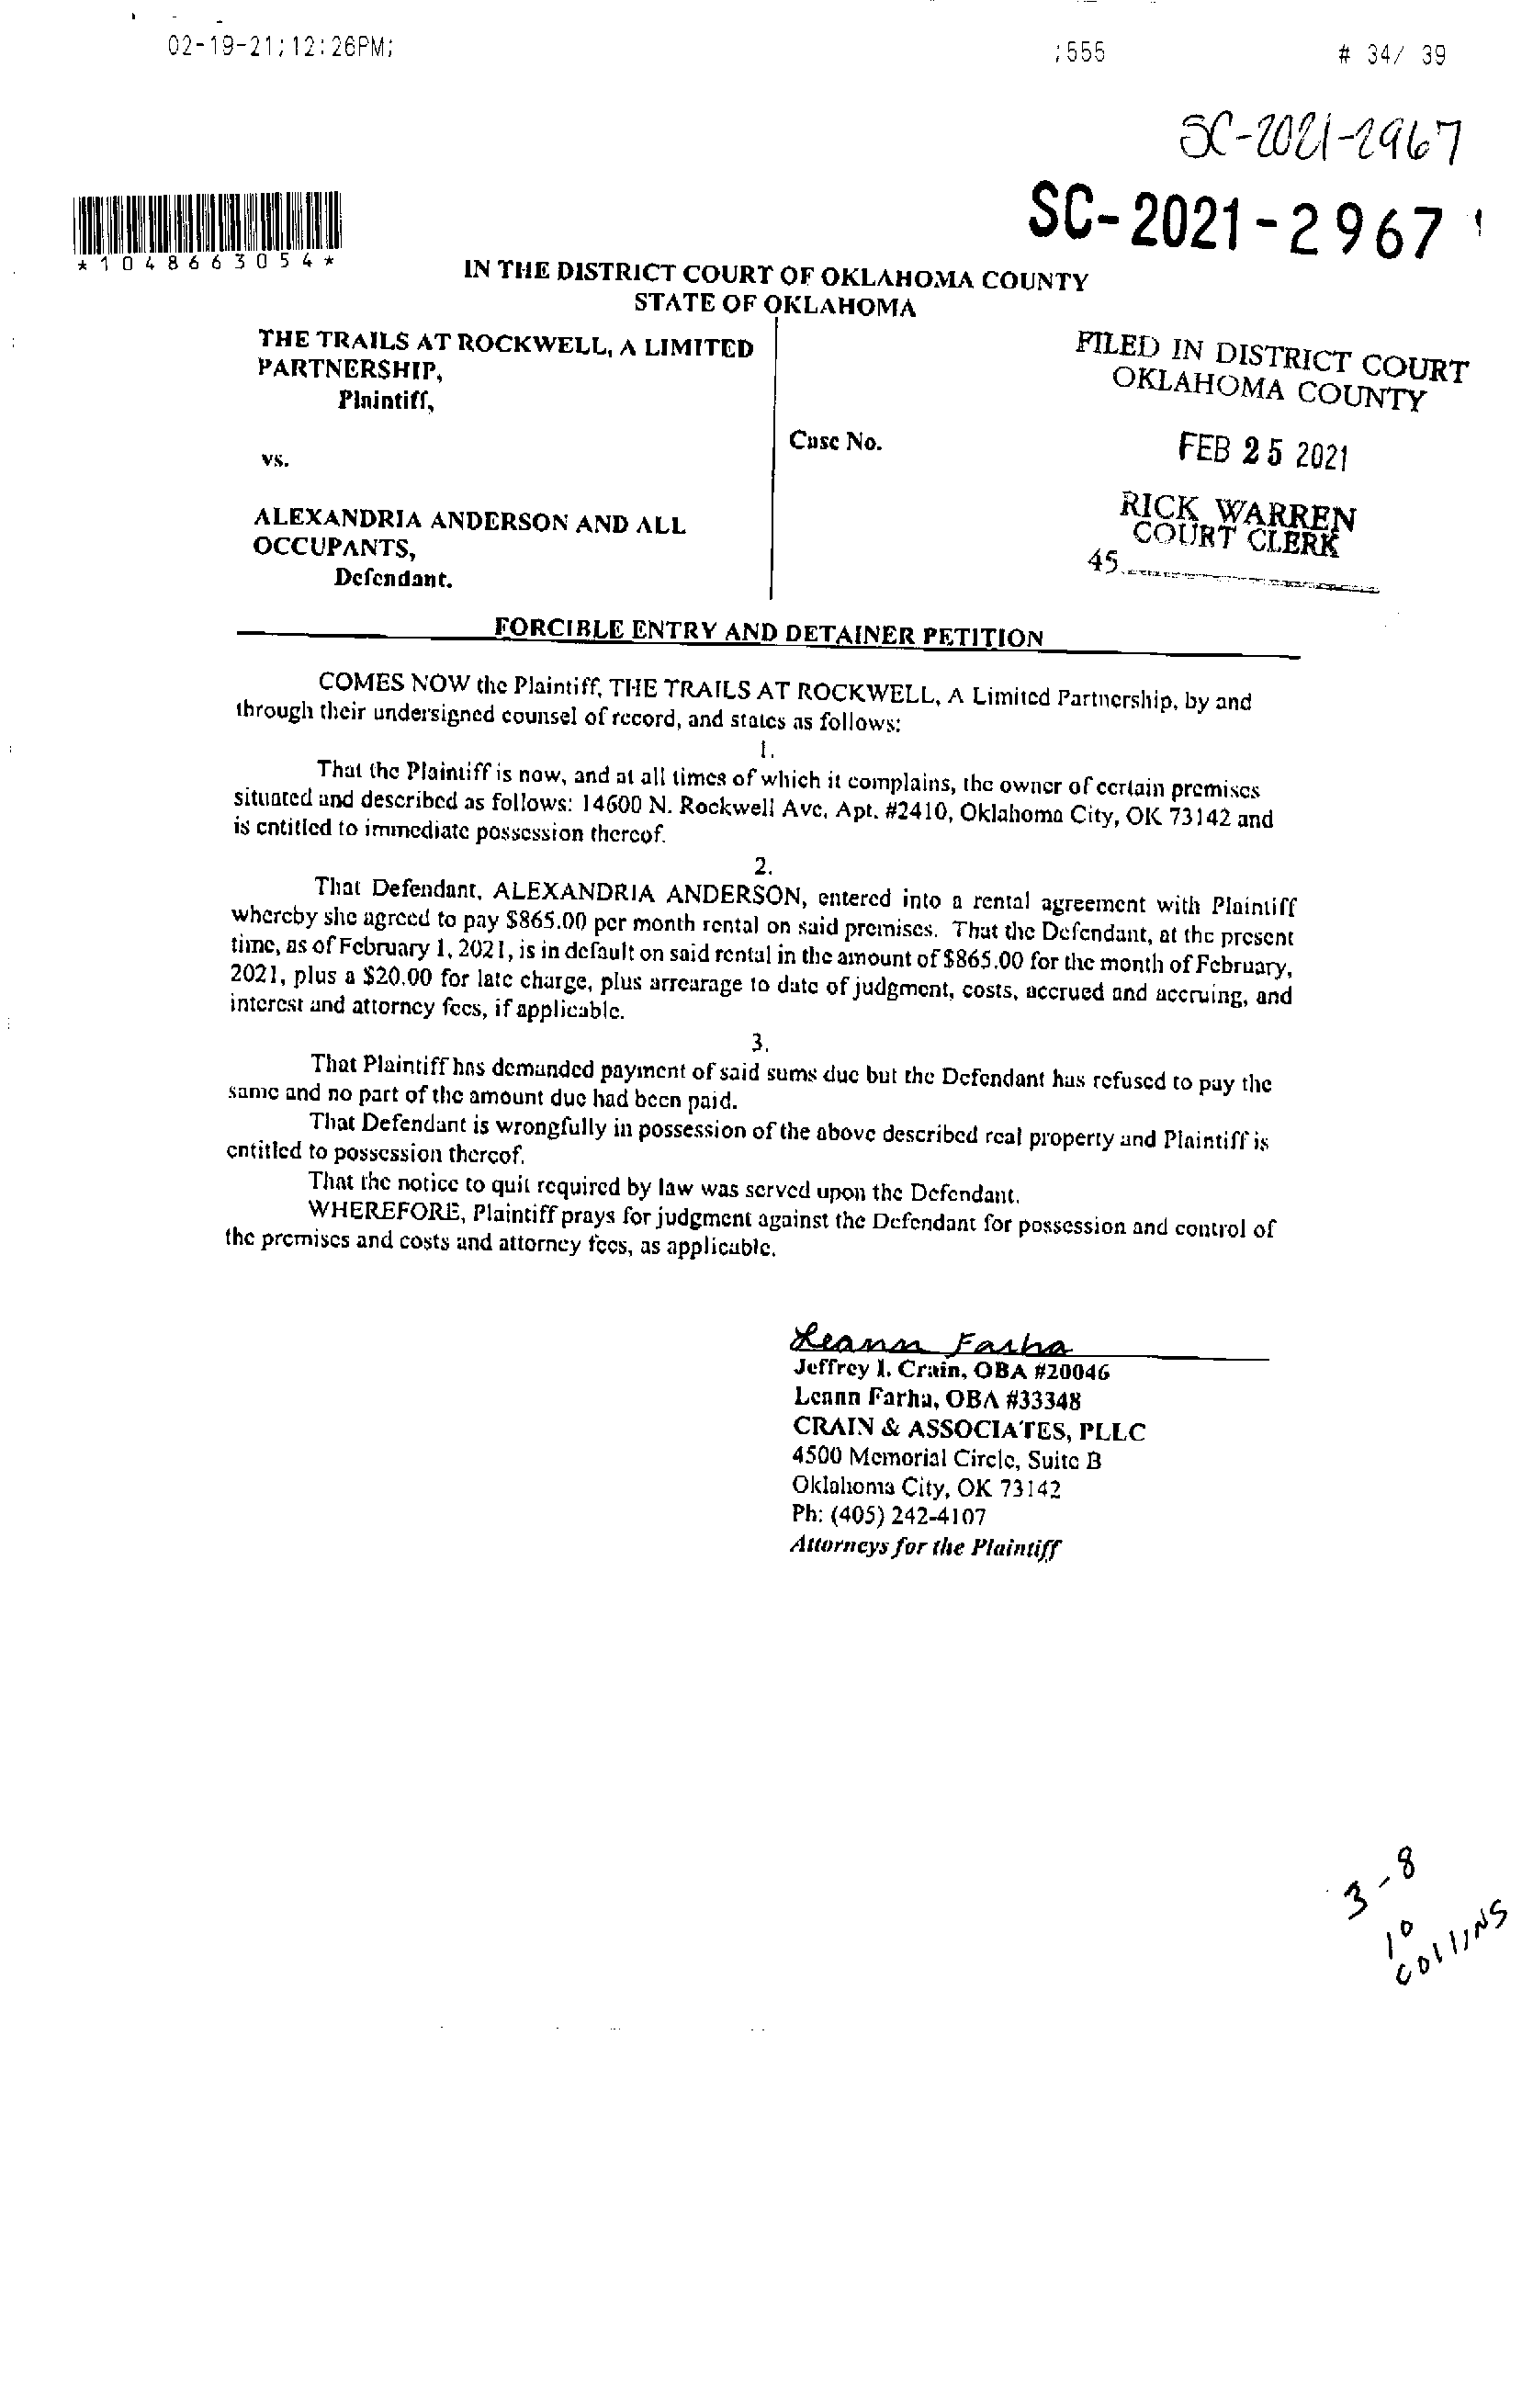 02-19-21;12:26PM; ;555 # 34/ 39
SC-2021-2967
SC-2021-2967
*1048663054*
IN THE DISTRICT COURT OF OKLAHOMA COUNTY
STATE OF OKLAHOMA
THE TRAILS AT ROCKWELL, A LIMITED
PARTNERSHIP,
Plaintiff,
vs.
ALEXANDRIA ANDERSON AND ALL
OCCUPANTS,
Defendant.
Case No.
FILED IN DISTRICT COURT
OKLAHOMA COUNTY
FEB 25 2021
RICK WARREN
COURT CLERK
45
FORCIBLE ENTRY AND DETAINER PETITION
COMES NOW the Plaintiff, THE TRAILS AT ROCKWELL, A Limited Partnership, by and
through their undersigned counsel of record, and states as follows:
1.
That the Plaintiff is now, and at all times of which it complains, the owner of certain premises
situated and described as follows: 14600 N. Rockwell Ave, Apt. #2410, Oklahoma City, OK 73142 and
is entitled to immediate possession thereof.
2.
That Defendant, ALEXANDRIA ANDERSON, entered into a rental agreement with Plaintiff
whereby she agreed to pay $865.00 per month rental on said premises. That the Defendant, at the present
time, as of February 1, 2021, is in default on said rental in the amount of $865.00 for the month of February,
2021, plus a $20.00 for late charge, plus arrearage to date of judgment, costs, accrued and accruing, and
interest and attorney fees, if applicable.
3.
That Plaintiff has demanded payment of said sums due but the Defendant has refused to pay the
same and no part of the amount due had been paid.
That Defendant is wrongfully in possession of the above described real property and Plaintiff is
entitled to possession thereof.
That the notice to quit required by law was served upon the Defendant.
WHEREFORE, Plaintiff prays for judgment against the Defendant for possession and control of
the premises and costs and attorney fees, as applicable.
Leann Farha
Jeffrey I. Crain, OBA #20046
Leann Farha, OBA #33348
CRAIN & ASSOCIATES, PLLC
4500 Memorial Circle, Suite B
Oklahoma City, OK 73142
Ph: (405) 242-4107
Attorneys for the Plaintiff
3-8
10
COLLINS